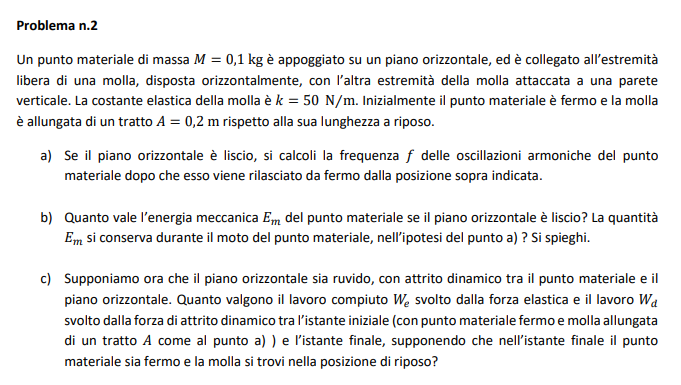 Problema n.2
Un punto materiale di massa M = 0,1 kg è appoggiato su un piano orizzontale, ed è collegato all'estremità
libera di una molla, disposta orizzontalmente, con l'altra estremità della molla attaccata a una parete
verticale. La costante elastica della molla è k = 50 N/m. Inizialmente il punto materiale è fermo e la molla
è allungata di un tratto A = 0,2 m rispetto alla sua lunghezza a riposo.
a) Se il piano orizzontale è liscio, si calcoli la frequenza f delle oscillazioni armoniche del punto
materiale dopo che esso viene rilasciato da fermo dalla posizione sopra indicata.
b) Quanto vale l'energia meccanica Eₘ del punto materiale se il piano orizzontale è liscio? La quantità
Eₘ si conserva durante il moto del punto materiale, nell'ipotesi del punto a) ? Si spieghi.
c) Supponiamo ora che il piano orizzontale sia ruvido, con attrito dinamico tra il punto materiale e il
piano orizzontale. Quanto valgono il lavoro compiuto Wₑ svolto dalla forza elastica e il lavoro W_d
svolto dalla forza di attrito dinamico tra l'istante iniziale (con punto materiale fermo e molla allungata
di un tratto A come al punto a) ) e l'istante finale, supponendo che nell'istante finale il punto
materiale sia fermo e la molla si trovi nella posizione di riposo?